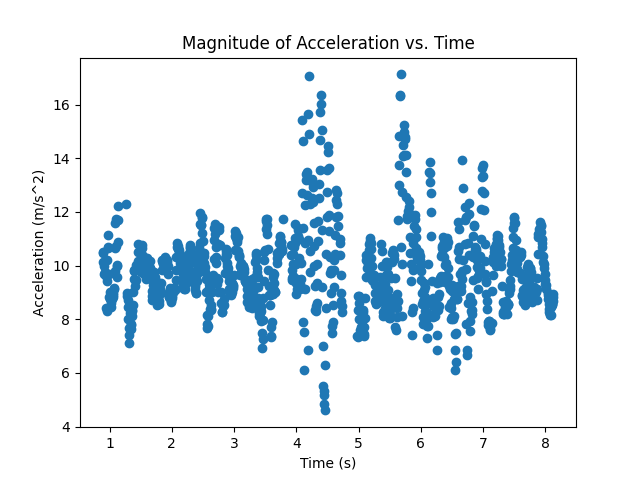 Magnitude of Acceleration vs. Time
Acceleration (m/s^2)
16
14
12
10
8
6
4
1 2 3 4 5 6 7 8
Time (s)